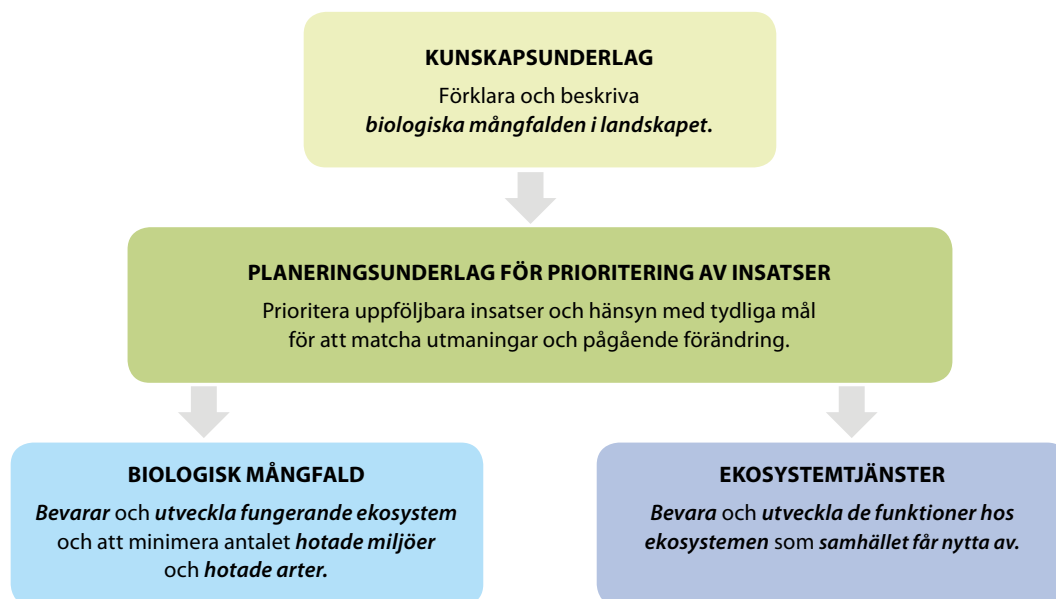 KUNSKAPSUNDERLAG
Förklara och beskriva
biologiska mångfalden i landskapet.
PLANERINGSUNDERLAG FÖR PRIORITERING AV INSATSER
Prioritera uppföljbara insatser och hänsyn med tydliga mål
för att matcha utmaningar och pågående förändring.
BIOLOGISK MÅNGFALD
Bevarar och utveckla fungerande ekosystem
och att minimera antalet hotade miljöer
och hotade arter.
EKOSYSTEMTJÄNSTER
Bevara och utveckla de funktioner hos
ekosystemen som samhället får nytta av.